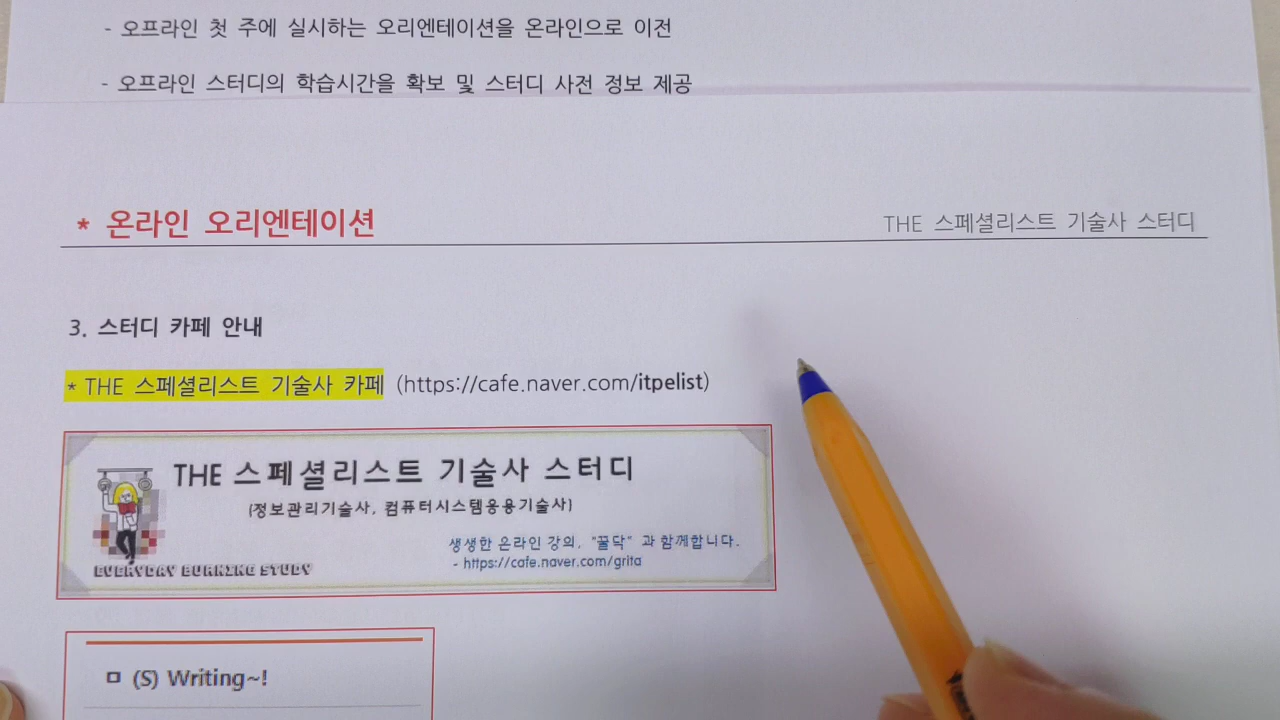 - 오프라인 첫 주에 실시하는 오리엔테이션을 온라인으로 이전
- 오프라인 스터디의 학습시간을 확보 및 스터디 사전 정보 제공
* 온라인 오리엔테이션
THE 스페셜리스트 기술사 스터디
3. 스터디 카페 안내
* THE 스페셜리스트 기술사 카페 (https://cafe.naver.com/itpelist)
THE 스페셜리스트 기술사 스터디
(정보관리기술사, 컴퓨터시스템응용기술사)
생생한 온라인 강의, "꿀닥" 과 함께합니다.
- https://cafe.naver.com/grita
EVERYDAY BURNING STUDY
ㅁ (S) Writing~!